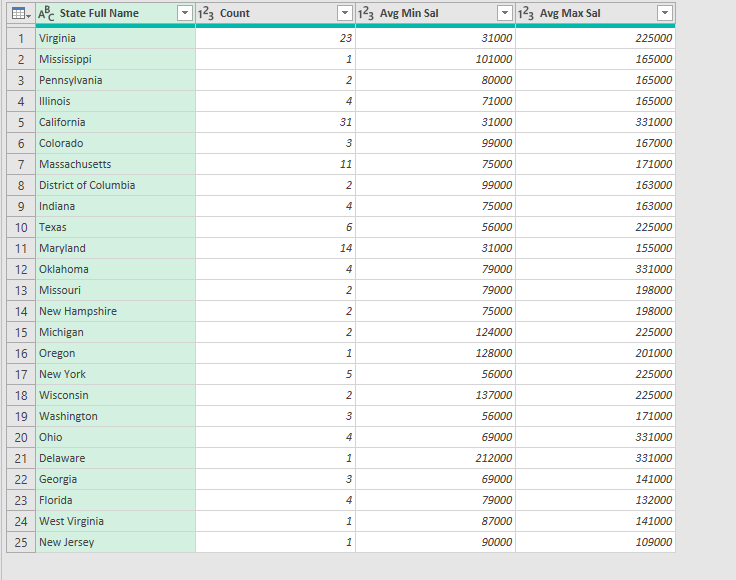 ABC State Full Name 123 Count 123 Avg Min Sal 123 Avg Max Sal
1 Virginia 23 31000 225000
2 Mississippi 1 101000 165000
3 Pennsylvania 2 80000 165000
4 Illinois 4 71000 165000
5 California 31 31000 331000
6 Colorado 3 99000 167000
7 Massachusetts 11 75000 171000
8 District of Columbia 2 99000 163000
9 Indiana 4 75000 163000
10 Texas 6 56000 225000
11 Maryland 14 31000 155000
12 Oklahoma 4 79000 331000
13 Missouri 2 79000 198000
14 New Hampshire 2 75000 198000
15 Michigan 2 124000 225000
16 Oregon 1 128000 201000
17 New York 5 56000 225000
18 Wisconsin 2 137000 225000
19 Washington 3 56000 171000
20 Ohio 4 69000 331000
21 Delaware 1 212000 331000
22 Georgia 3 69000 141000
23 Florida 4 79000 132000
24 West Virginia 1 87000 141000
25 New Jersey 1 90000 109000